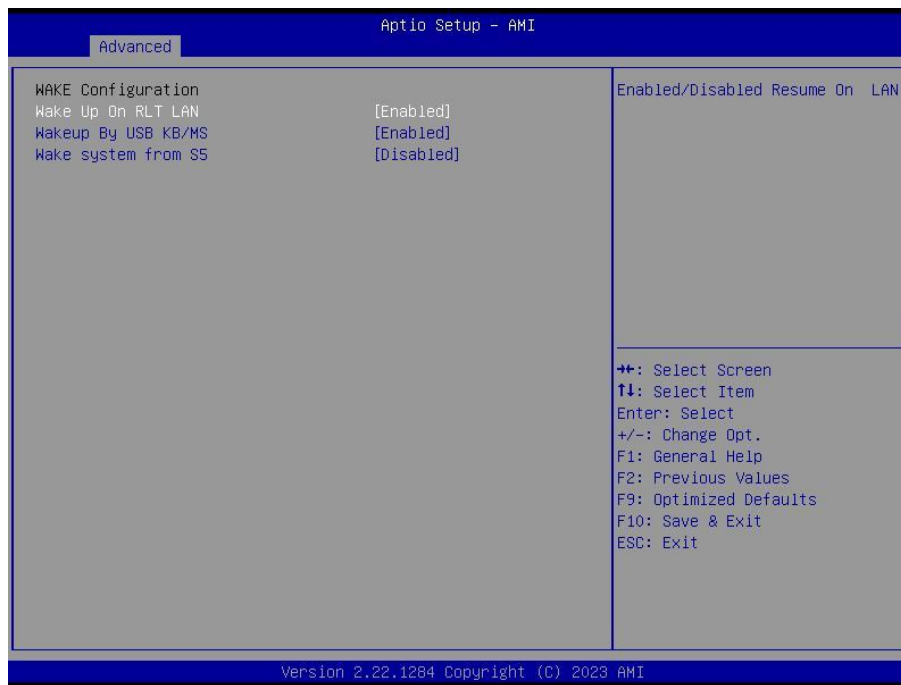 Aptio Setup - AMI
Advanced
WAKE Configuration
Wake Up On RLT LAN [Enabled]
Wakeup By USB KB/MS [Enabled]
Wake system from S5 [Disabled]
Enabled/Disabled Resume On LAN
→←: Select Screen
↑↓: Select Item
Enter: Select
+/-: Change Opt.
F1: General Help
F2: Previous Values
F9: Optimized Defaults
F10: Save & Exit
ESC: Exit
Version 2.22.1284 Copyright (C) 2023 AMI